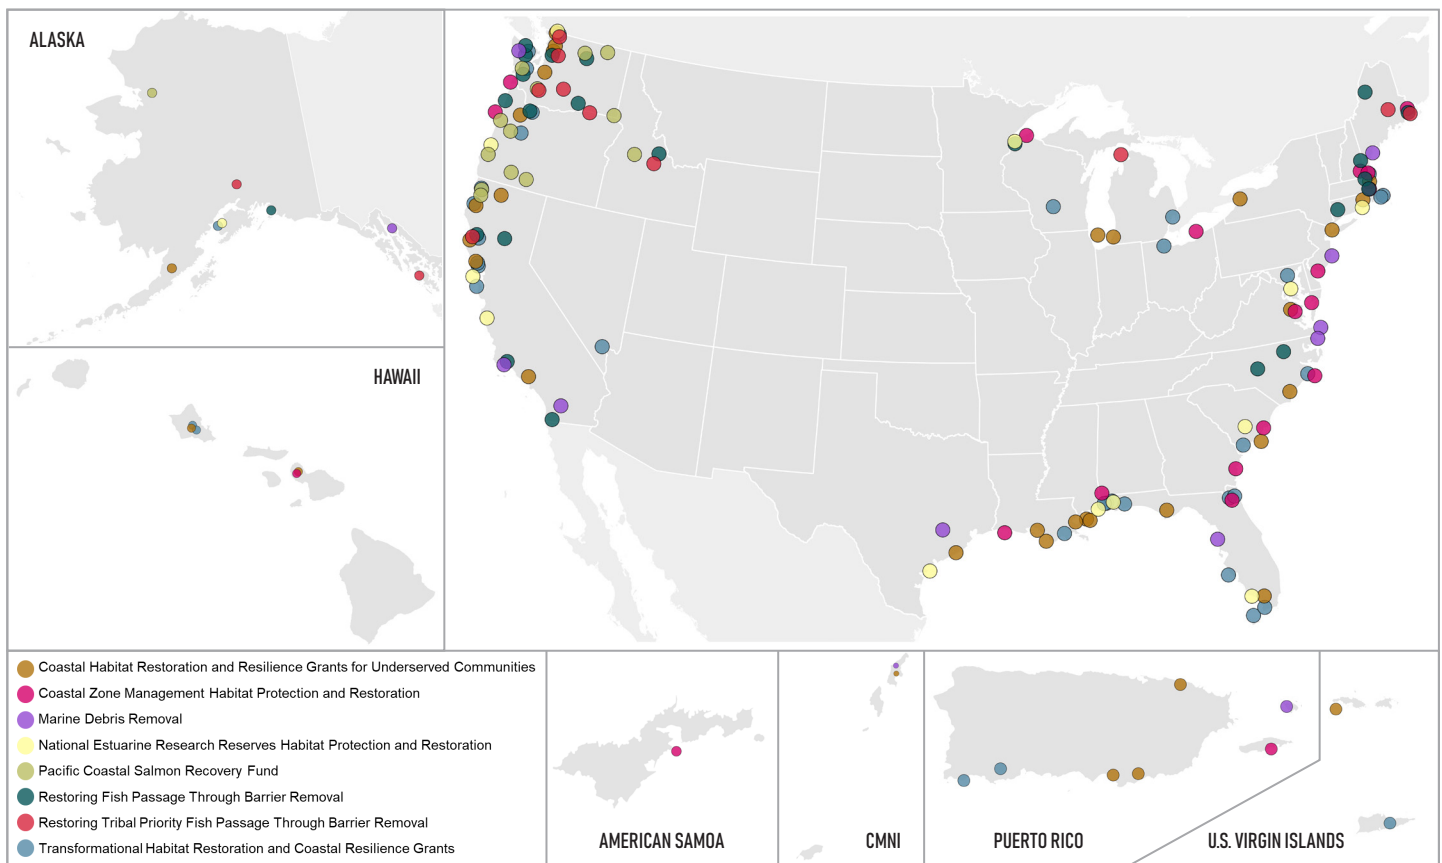 ALASKA
HAWAII
Coastal Habitat Restoration and Resilience Grants for Underserved Communities
Coastal Zone Management Habitat Protection and Restoration
Marine Debris Removal
National Estuarine Research Reserves Habitat Protection and Restoration
Pacific Coastal Salmon Recovery Fund
Restoring Fish Passage Through Barrier Removal
Restoring Tribal Priority Fish Passage Through Barrier Removal
Transformational Habitat Restoration and Coastal Resilience Grants
AMERICAN SAMOA
CMNI
PUERTO RICO
U.S. VIRGIN ISLANDS